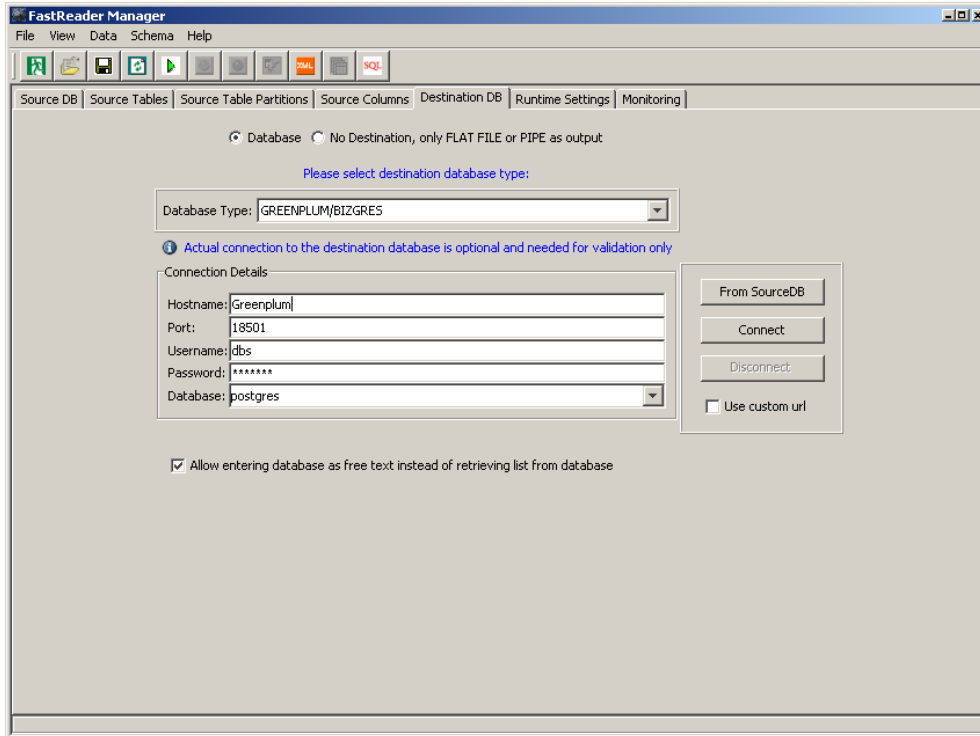 FastReader Manager
File View Data Schema Help
XML SQL
Source DB Source Tables Source Table Partitions Source Columns Destination DB Runtime Settings Monitoring
Database No Destination, only FLAT FILE or PIPE as output
Please select destination database type:
Database Type: GREENPLUM/BIZGRES
Actual connection to the destination database is optional and needed for validation only
Connection Details
Hostname: Greenplum
Port: 18501
Username: dbs
Password: *******
Database: postgres
From SourceDB
Connect
Disconnect
Use custom url
Allow entering database as free text instead of retrieving list from database